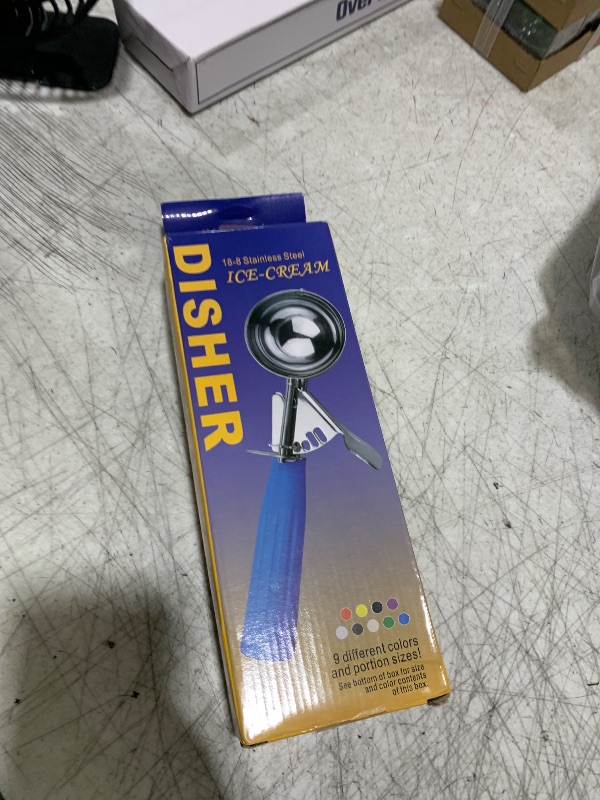 Over
18-8 Stainless Steel
ICE-CREAM
DISHER
9 different colors
and portion sizes!
See bottom of box for size
and color contents
of this box.